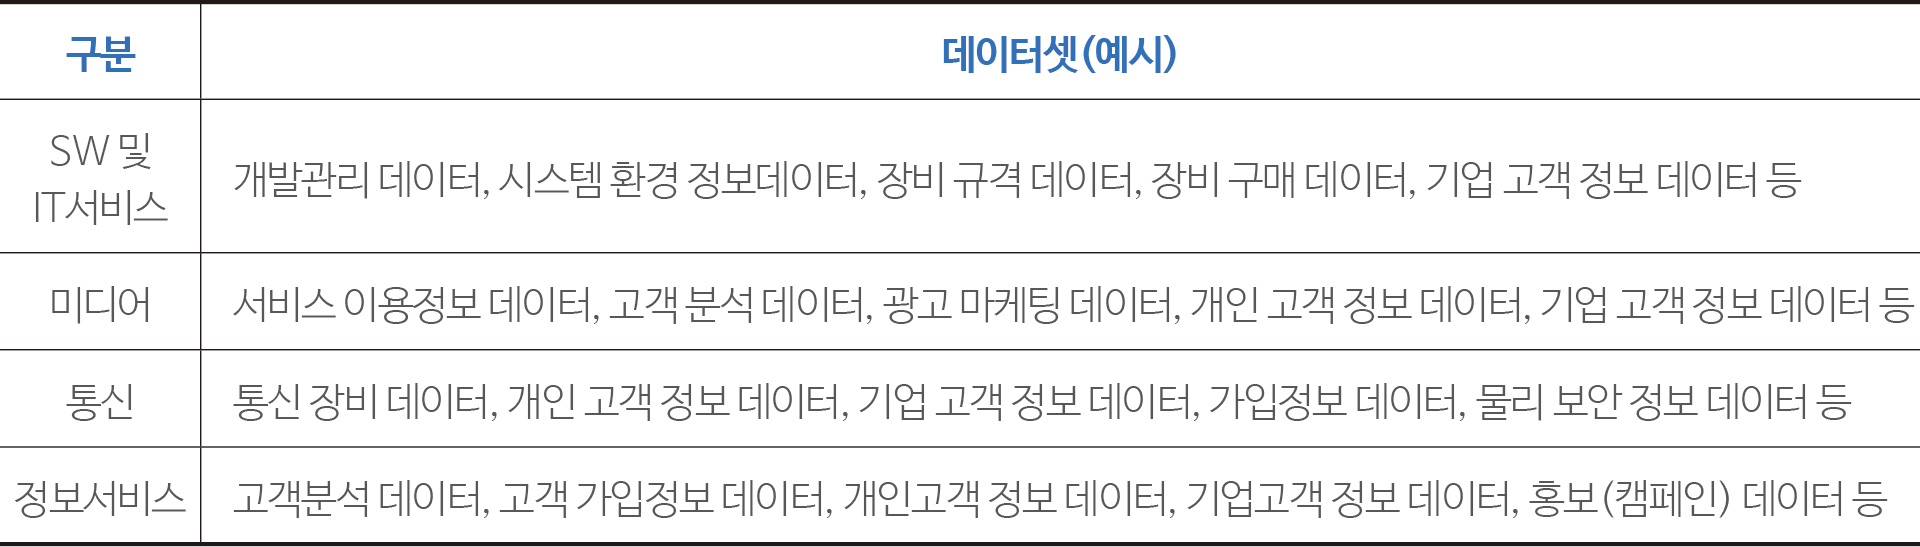 구분
데이터셋(예시)
SW 및
IT서비스
개발관리 데이터, 시스템 환경 정보데이터, 장비 규격 데이터, 장비 구매 데이터, 기업 고객 정보 데이터 등
미디어
서비스 이용정보 데이터, 고객 분석 데이터, 광고 마케팅 데이터, 개인 고객 정보 데이터, 기업 고객 정보 데이터 등
통신
통신 장비 데이터, 개인 고객 정보 데이터, 기업 고객 정보 데이터, 가입정보 데이터, 물리 보안 정보 데이터 등
정보서비스
고객분석 데이터, 고객 가입정보 데이터, 개인고객 정보 데이터, 기업고객 정보 데이터, 홍보(캠페인) 데이터 등